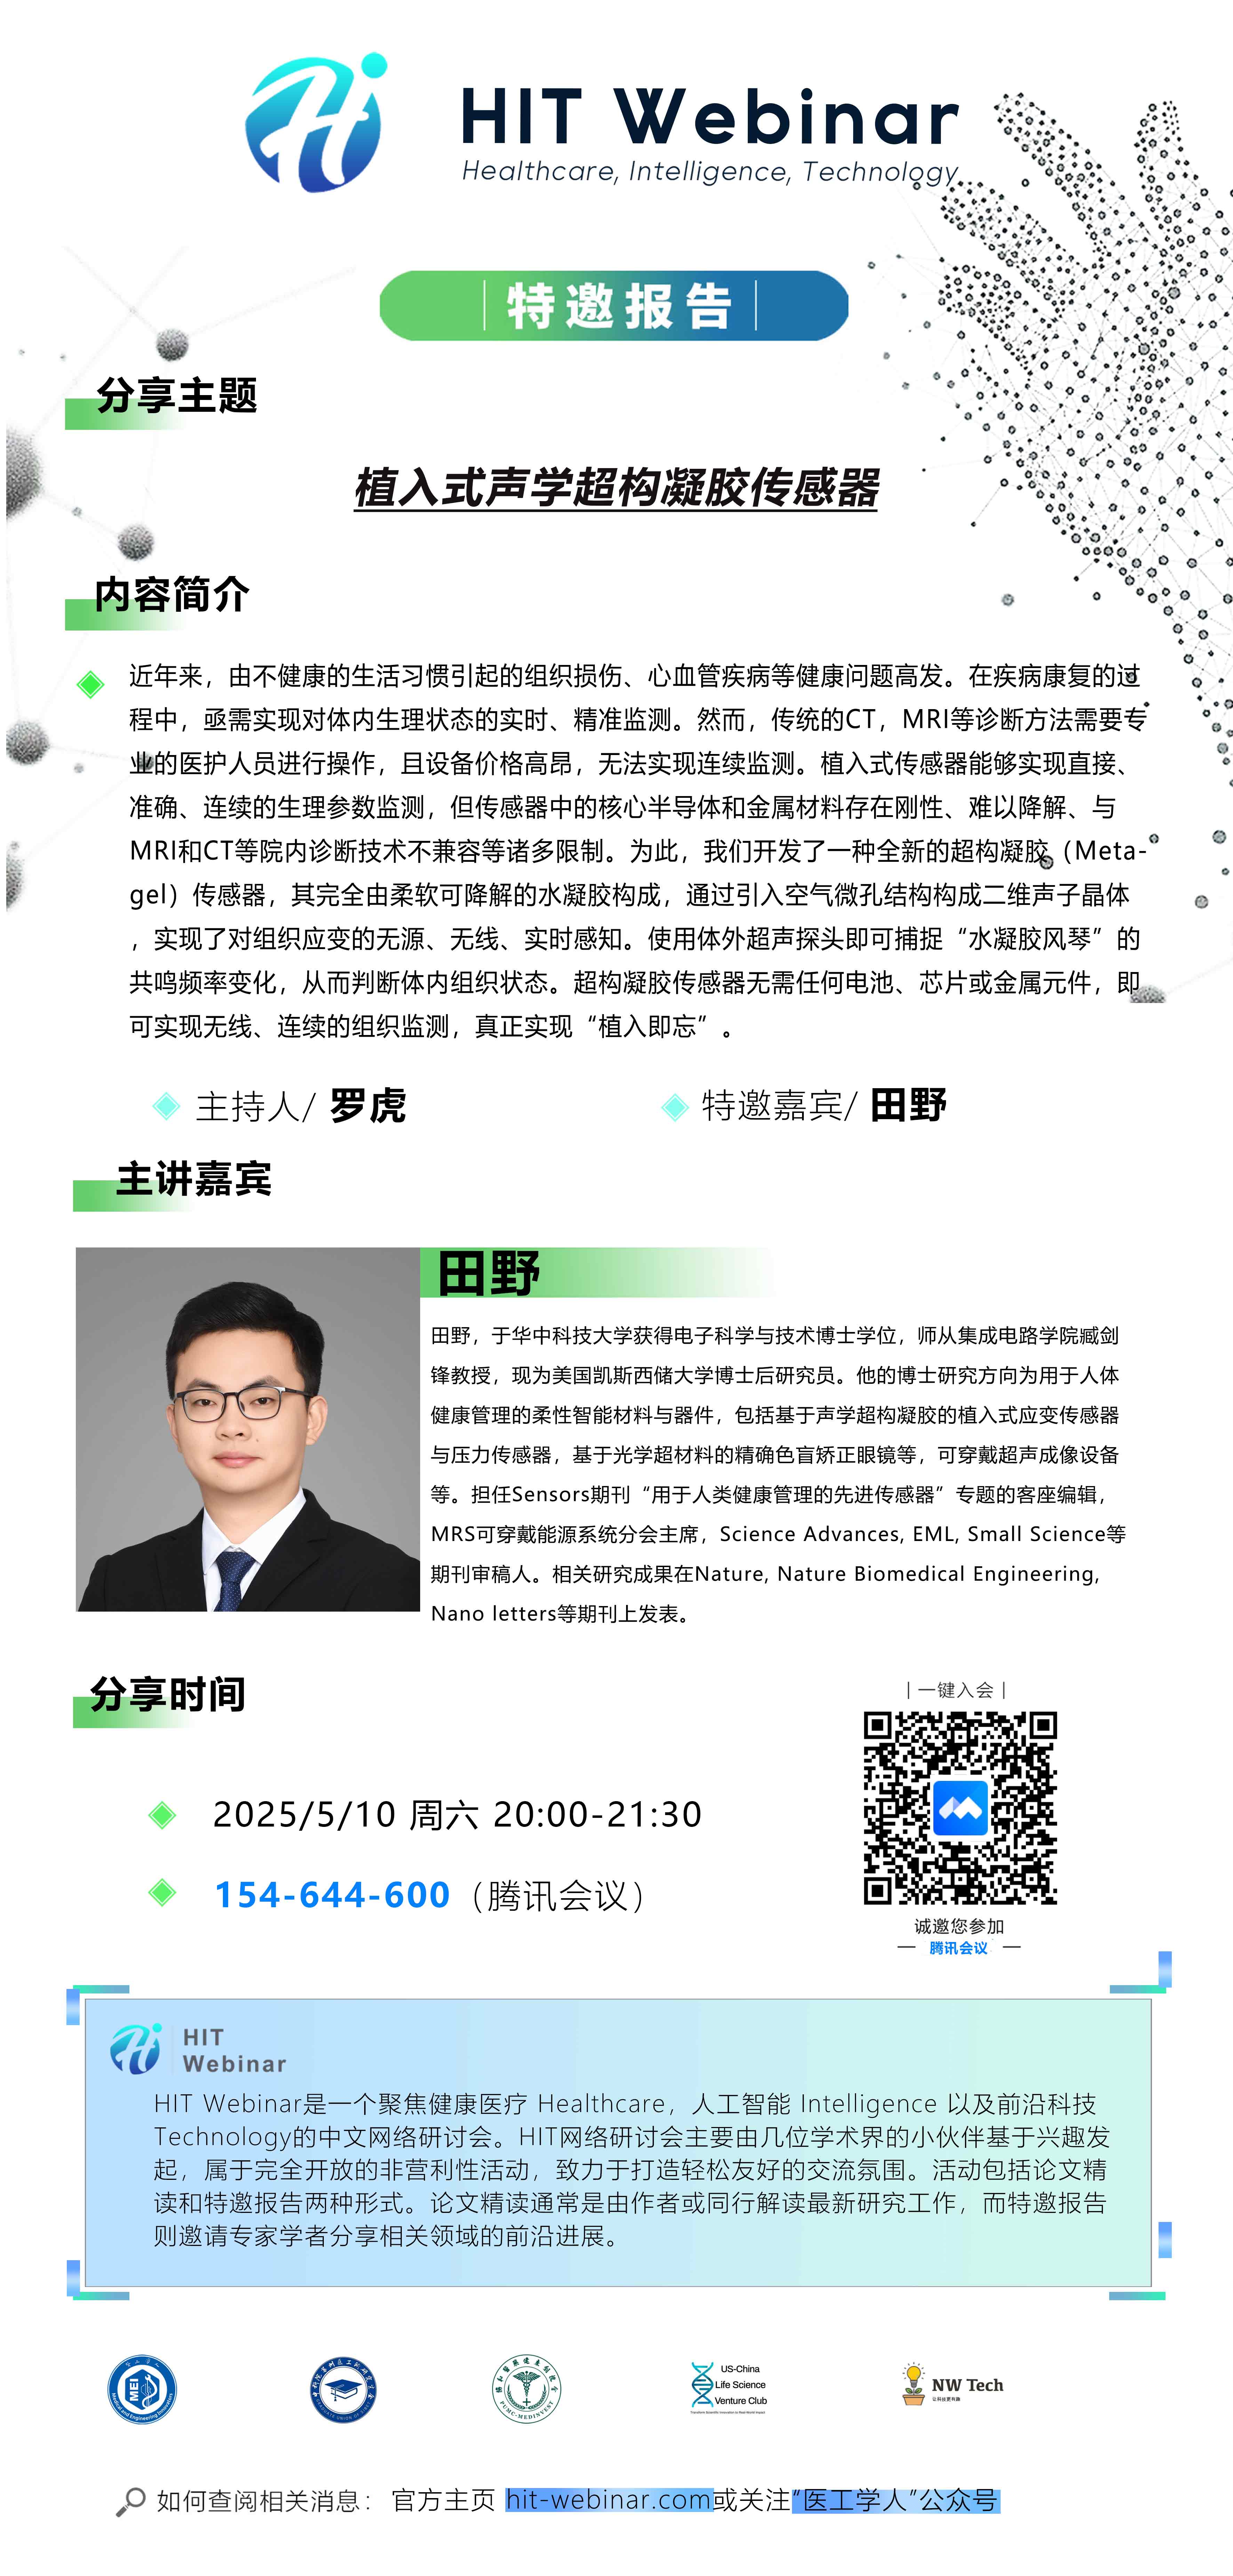 HIT Webinar
Healthcare, Intelligence, Technology
特邀报告
分享主题
植入式声学超构凝胶传感器
内容简介
近年来，由不健康的生活习惯引起的组织损伤、心血管疾病等健康问题高发。在疾病康复的过
程中，亟需实现对体内生理状态的实时、精准监测。然而，传统的CT，MRI等诊断方法需要专
业的医护人员进行操作，且设备价格高昂，无法实现连续监测。植入式传感器能够实现直接、
准确、连续的生理参数监测，但传感器中的核心半导体和金属材料存在刚性、难以降解、与
MRI和CT等院内诊断技术不兼容等诸多限制。为此，我们开发了一种全新的超构凝胶（Meta-
gel）传感器，其完全由柔软可降解的水凝胶构成，通过引入空气微孔结构构成二维声子晶体
，实现了对组织应变的无源、无线、实时感知。使用体外超声探头即可捕捉“水凝胶风琴”的
共鸣频率变化，从而判断体内组织状态。超构凝胶传感器无需任何电池、芯片或金属元件，即
可实现无线、连续的组织监测，真正实现“植入即忘”。
主持人/ 罗虎
特邀嘉宾/ 田野
主讲嘉宾
田野
田野，于华中科技大学获得电子科学与技术博士学位，师从集成电路学院臧剑
锋教授，现为美国凯斯西储大学博士后研究员。他的博士研究方向为用于人体
健康管理的柔性智能材料与器件，包括基于声学超构凝胶的植入式应变传感器
与压力传感器，基于光学超材料的精确色盲矫正眼镜等，可穿戴超声成像设备
等。担任Sensors期刊“用于人类健康管理的先进传感器”专题的客座编辑，
MRS可穿戴能源系统分会主席，Science Advances, EML, Small Science等
期刊审稿人。相关研究成果在Nature, Nature Biomedical Engineering,
Nano letters等期刊上发表。
分享时间
2025/5/10 周六 20:00-21:30
154-644-600（腾讯会议）
| 一键入会 |
诚邀您参加
腾讯会议
HIT
Webinar
HIT Webinar是一个聚焦健康医疗 Healthcare，人工智能 Intelligence 以及前沿科技
Technology的中文网络研讨会。HIT网络研讨会主要由几位学术界的小伙伴基于兴趣发
起，属于完全开放的非营利性活动，致力于打造轻松友好的交流氛围。活动包括论文精
读和特邀报告两种形式。论文精读通常是由作者或同行解读最新研究工作，而特邀报告
则邀请专家学者分享相关领域的前沿进展。
MEI
Medical and Engineering Innovation
PUMC-MEDINVEST
US-China
Life Science
Venture Club
NW Tech
让科技更有趣
如何查阅相关消息： 官方主页 hit-webinar.com或关注“医工学人”公众号